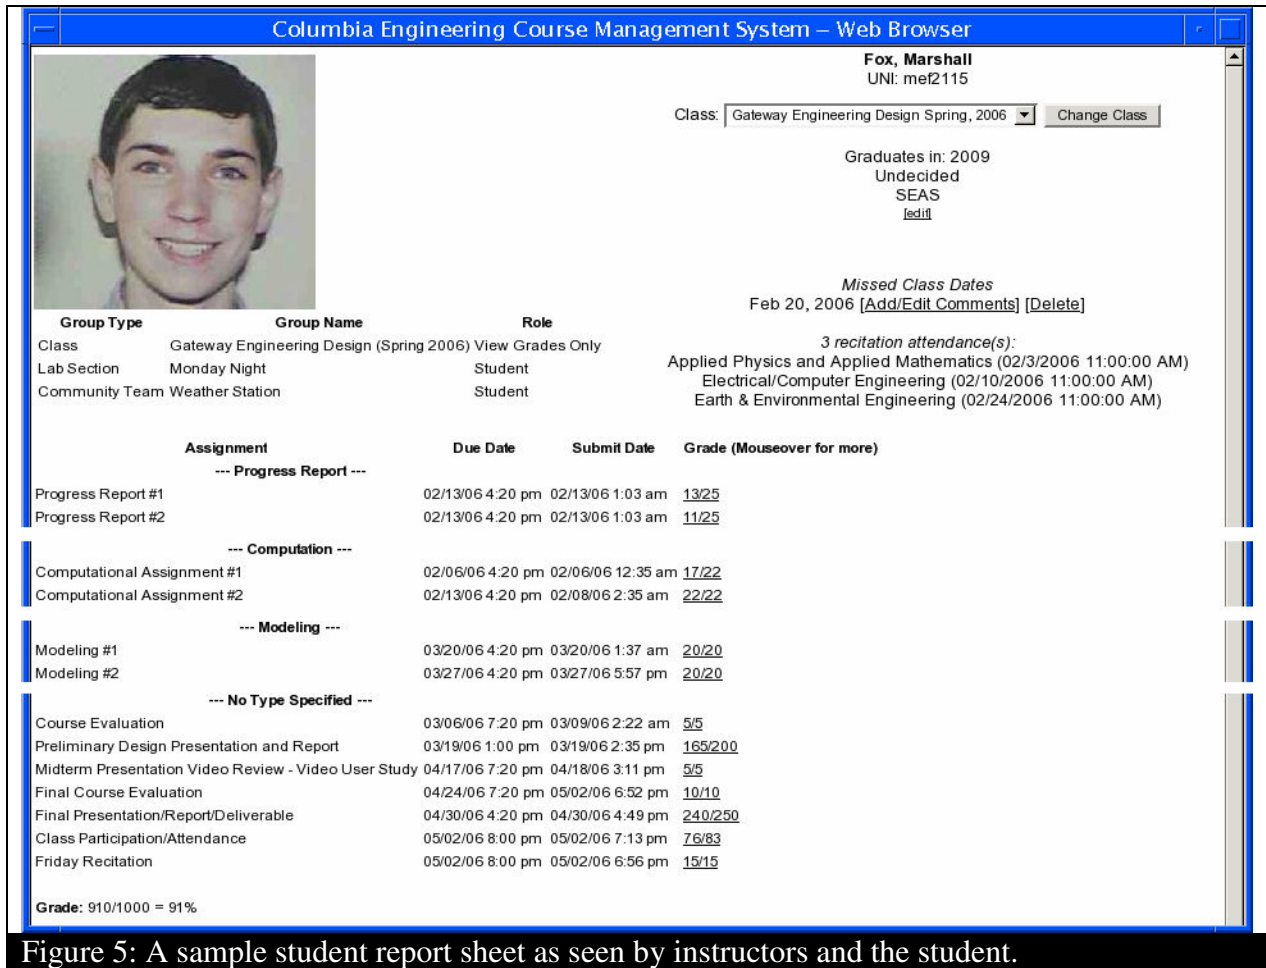 Columbia Engineering Course Management System – Web Browser
Fox, Marshall
UNI: mef2115
Class: Gateway Engineering Design Spring, 2006 Change Class
Graduates in: 2009
Undecided
SEAS
[edit]
Missed Class Dates
Feb 20, 2006 [Add/Edit Comments] [Delete]
Group Type Group Name Role
Class Gateway Engineering Design (Spring 2006) View Grades Only
Lab Section Monday Night Student
Community Team Weather Station Student
3 recitation attendance(s):
Applied Physics and Applied Mathematics (02/3/2006 11:00:00 AM)
Electrical/Computer Engineering (02/10/2006 11:00:00 AM)
Earth & Environmental Engineering (02/24/2006 11:00:00 AM)
Assignment Due Date Submit Date Grade (Mouseover for more)
--- Progress Report ---
Progress Report #1 02/13/06 4:20 pm 02/13/06 1:03 am 13/25
Progress Report #2 02/13/06 4:20 pm 02/13/06 1:03 am 11/25
--- Computation ---
Computational Assignment #1 02/06/06 4:20 pm 02/06/06 12:35 am 17/22
Computational Assignment #2 02/13/06 4:20 pm 02/08/06 2:35 am 22/22
--- Modeling ---
Modeling #1 03/20/06 4:20 pm 03/20/06 1:37 am 20/20
Modeling #2 03/27/06 4:20 pm 03/27/06 5:57 pm 20/20
--- No Type Specified ---
Course Evaluation 03/06/06 7:20 pm 03/09/06 2:22 am 5/5
Preliminary Design Presentation and Report 03/19/06 1:00 pm 03/19/06 2:35 pm 165/200
Midterm Presentation Video Review - Video User Study 04/17/06 7:20 pm 04/18/06 3:11 pm 5/5
Final Course Evaluation 04/24/06 7:20 pm 05/02/06 6:52 pm 10/10
Final Presentation/Report/Deliverable 04/30/06 4:20 pm 04/30/06 4:49 pm 240/250
Class Participation/Attendance 05/02/06 8:00 pm 05/02/06 7:13 pm 76/83
Friday Recitation 05/02/06 8:00 pm 05/02/06 6:56 pm 15/15
Grade: 910/1000 = 91%
Figure 5: A sample student report sheet as seen by instructors and the student.